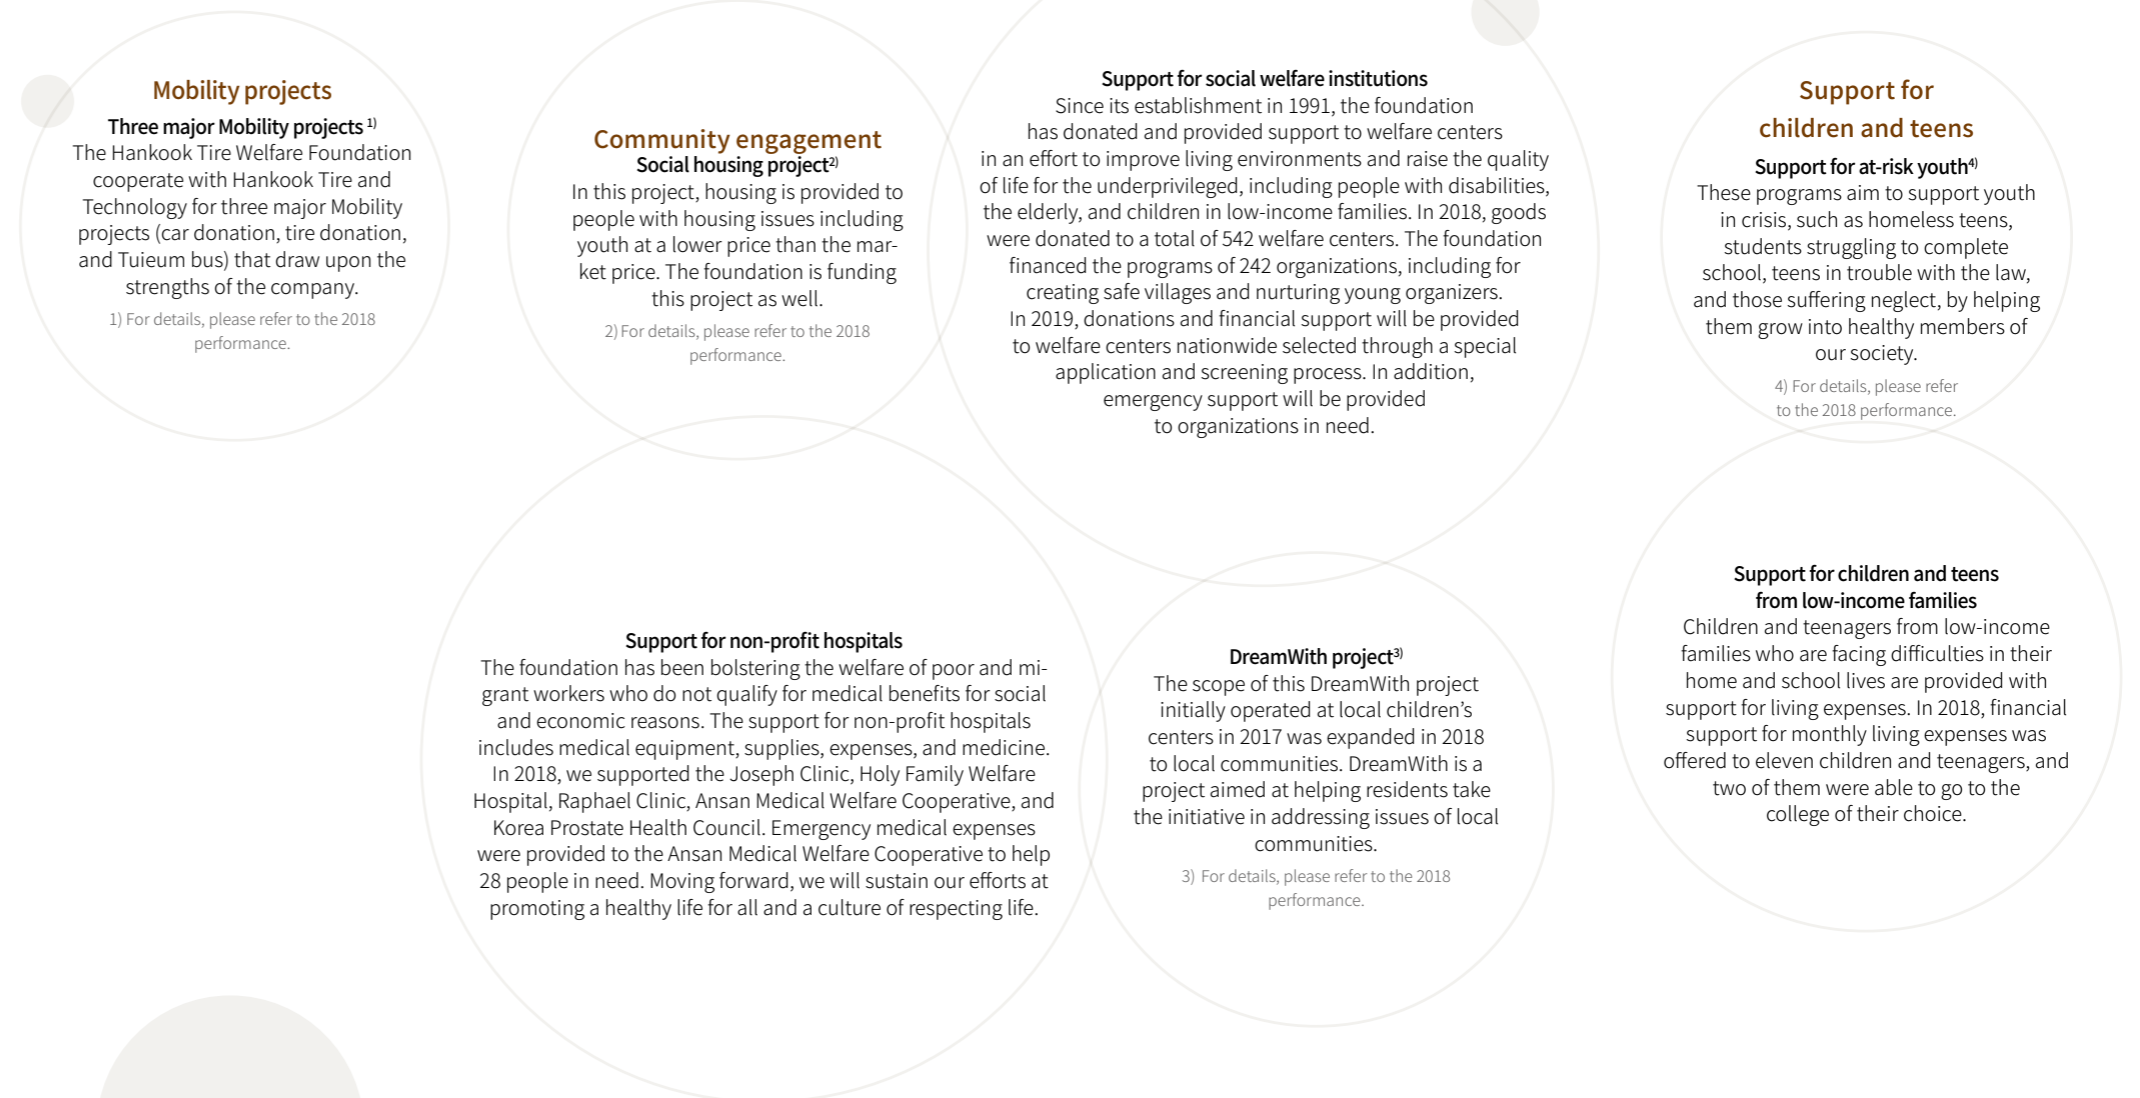 Mobility projects
Three major Mobility projects 1)
The Hankook Tire Welfare Foundation
cooperate with Hankook Tire and
Technology for three major Mobility
projects (car donation, tire donation,
and Tuieum bus) that draw upon the
strengths of the company.
1) For details, please refer to the 2018
performance.
Community engagement
Social housing project2)
In this project, housing is provided to
people with housing issues including
youth at a lower price than the mar-
ket price. The foundation is funding
this project as well.
2) For details, please refer to the 2018
performance.
Support for social welfare institutions
Since its establishment in 1991, the foundation
has donated and provided support to welfare centers
in an effort to improve living environments and raise the quality
of life for the underprivileged, including people with disabilities,
the elderly, and children in low-income families. In 2018, goods
were donated to a total of 542 welfare centers. The foundation
financed the programs of 242 organizations, including for
creating safe villages and nurturing young organizers.
In 2019, donations and financial support will be provided
to welfare centers nationwide selected through a special
application and screening process. In addition,
emergency support will be provided
to organizations in need.
Support for non-profit hospitals
The foundation has been bolstering the welfare of poor and mi-
grant workers who do not qualify for medical benefits for social
and economic reasons. The support for non-profit hospitals
includes medical equipment, supplies, expenses, and medicine.
In 2018, we supported the Joseph Clinic, Holy Family Welfare
Hospital, Raphael Clinic, Ansan Medical Welfare Cooperative, and
Korea Prostate Health Council. Emergency medical expenses
were provided to the Ansan Medical Welfare Cooperative to help
28 people in need. Moving forward, we will sustain our efforts at
promoting a healthy life for all and a culture of respecting life.
DreamWith project3)
The scope of this DreamWith project
initially operated at local children’s
centers in 2017 was expanded in 2018
to local communities. DreamWith is a
project aimed at helping residents take
the initiative in addressing issues of local
communities.
3) For details, please refer to the 2018
performance.
Support for
children and teens
Support for at-risk youth4)
These programs aim to support youth
in crisis, such as homeless teens,
students struggling to complete
school, teens in trouble with the law,
and those suffering neglect, by helping
them grow into healthy members of
our society.
4) For details, please refer
to the 2018 performance.
Support for children and teens
from low-income families
Children and teenagers from low-income
families who are facing difficulties in their
home and school lives are provided with
support for living expenses. In 2018, financial
support for monthly living expenses was
offered to eleven children and teenagers, and
two of them were able to go to the
college of their choice.